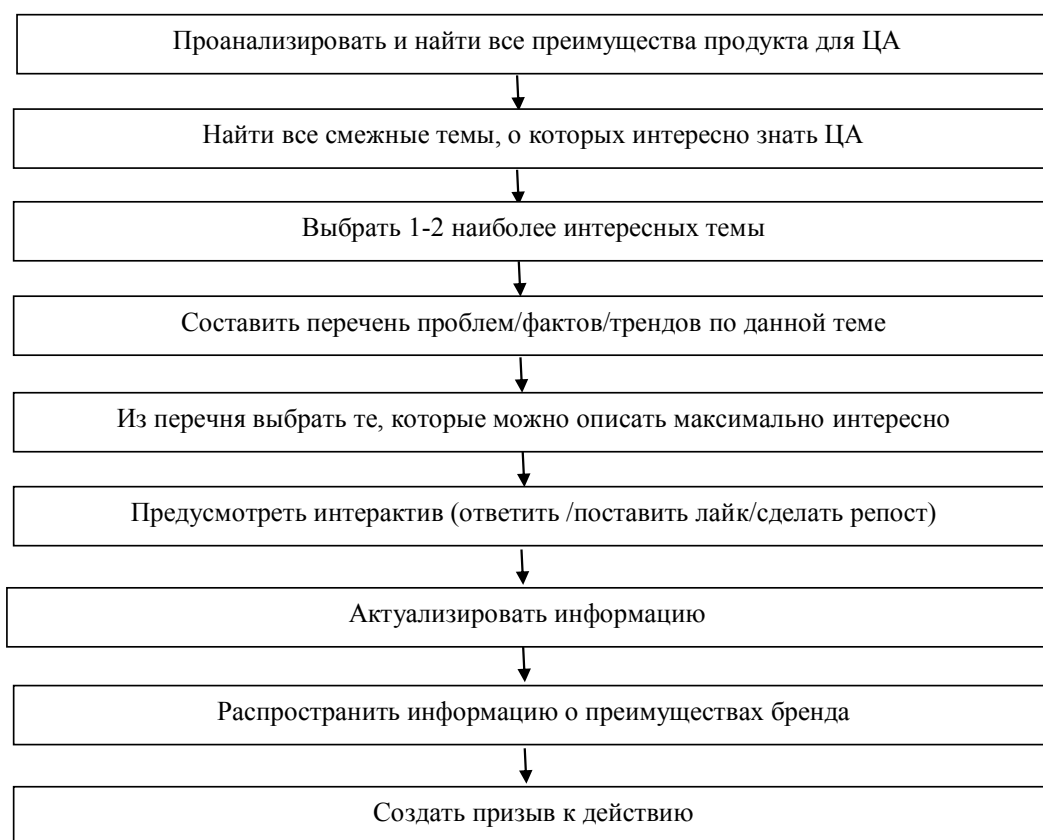 Проанализировать и найти все преимущества продукта для ЦА
Найти все смежные темы, о которых интересно знать ЦА
Выбрать 1-2 наиболее интересных темы
Составить перечень проблем/фактов/трендов по данной теме
Из перечня выбрать те, которые можно описать максимально интересно
Предусмотреть интерактив (ответить /поставить лайк/сделать репост)
Актуализировать информацию
Распространить информацию о преимуществах бренда
Создать призыв к действию